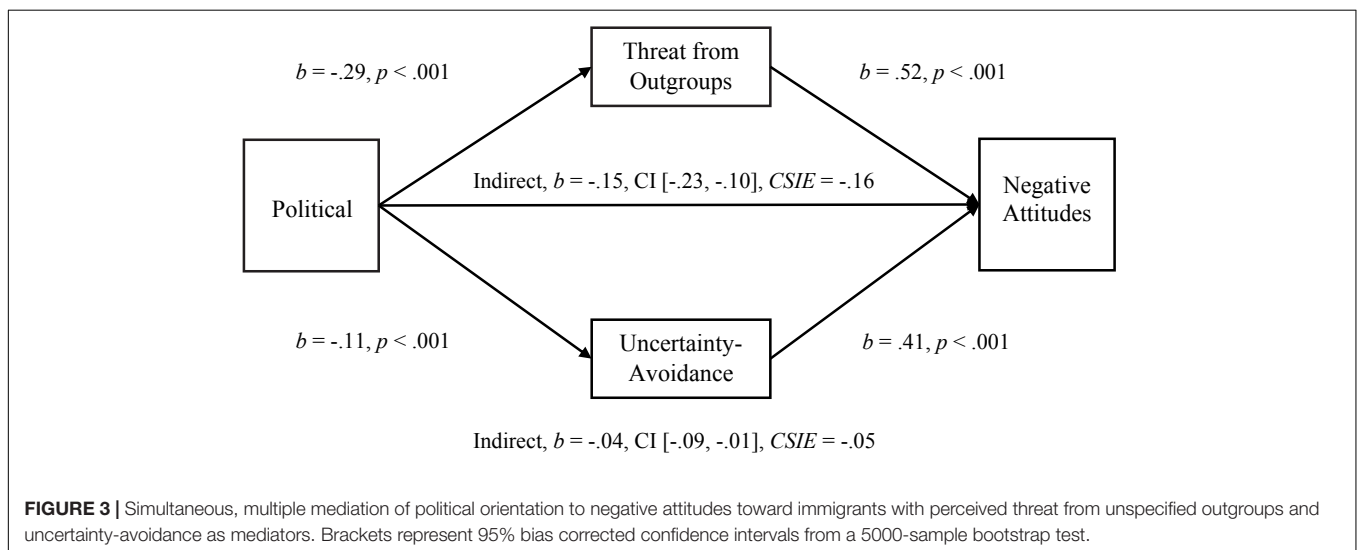 Threat from
Outgroups
b = -.29, p < .001
b = .52, p < .001
Political
Indirect, b = -.15, CI [-.23, -.10], CSIE = -.16
Negative
Attitudes
b = -.11, p < .001
Uncertainty-
Avoidance
b = .41, p < .001
Indirect, b = -.04, CI [-.09, -.01], CSIE = -.05
FIGURE 3 | Simultaneous, multiple mediation of political orientation to negative attitudes toward immigrants with perceived threat from unspecified outgroups and
uncertainty-avoidance as mediators. Brackets represent 95% bias corrected confidence intervals from a 5000-sample bootstrap test.